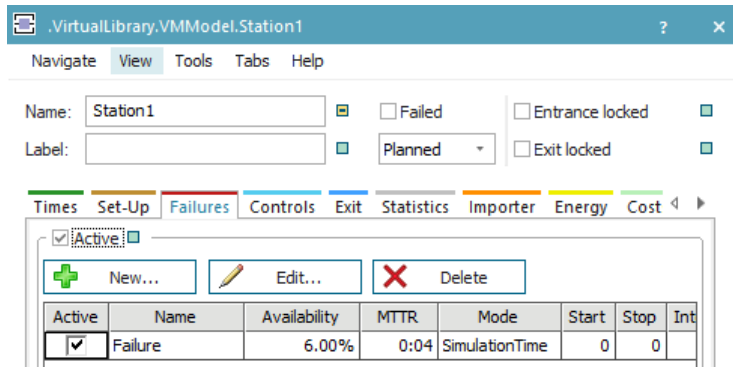 .VirtualLibrary.VMModel.Station1 ? ×
Navigate View Tools Tabs Help
Name: Station1 Failed Entrance locked
Label: Planned Exit locked
Times Set-Up Failures Controls Exit Statistics Importer Energy Cost
Active
New... Edit... Delete
Active Name Availability MTTR Mode Start Stop Int
Failure 6.00% 0:04 SimulationTime 0 0